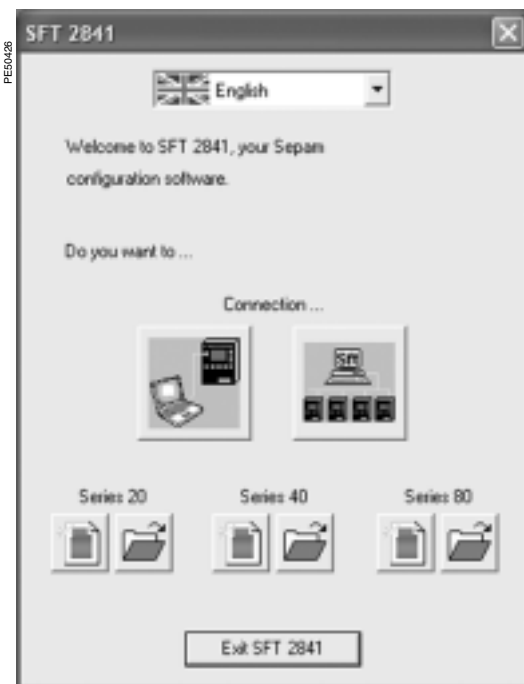 SFT 2841
PE50426
English
Welcome to SFT 2841, your Sepam
configuration software.
Do you want to ...
Connection ...
Sft
Series 20 Series 40 Series 80
Exit SFT 2841